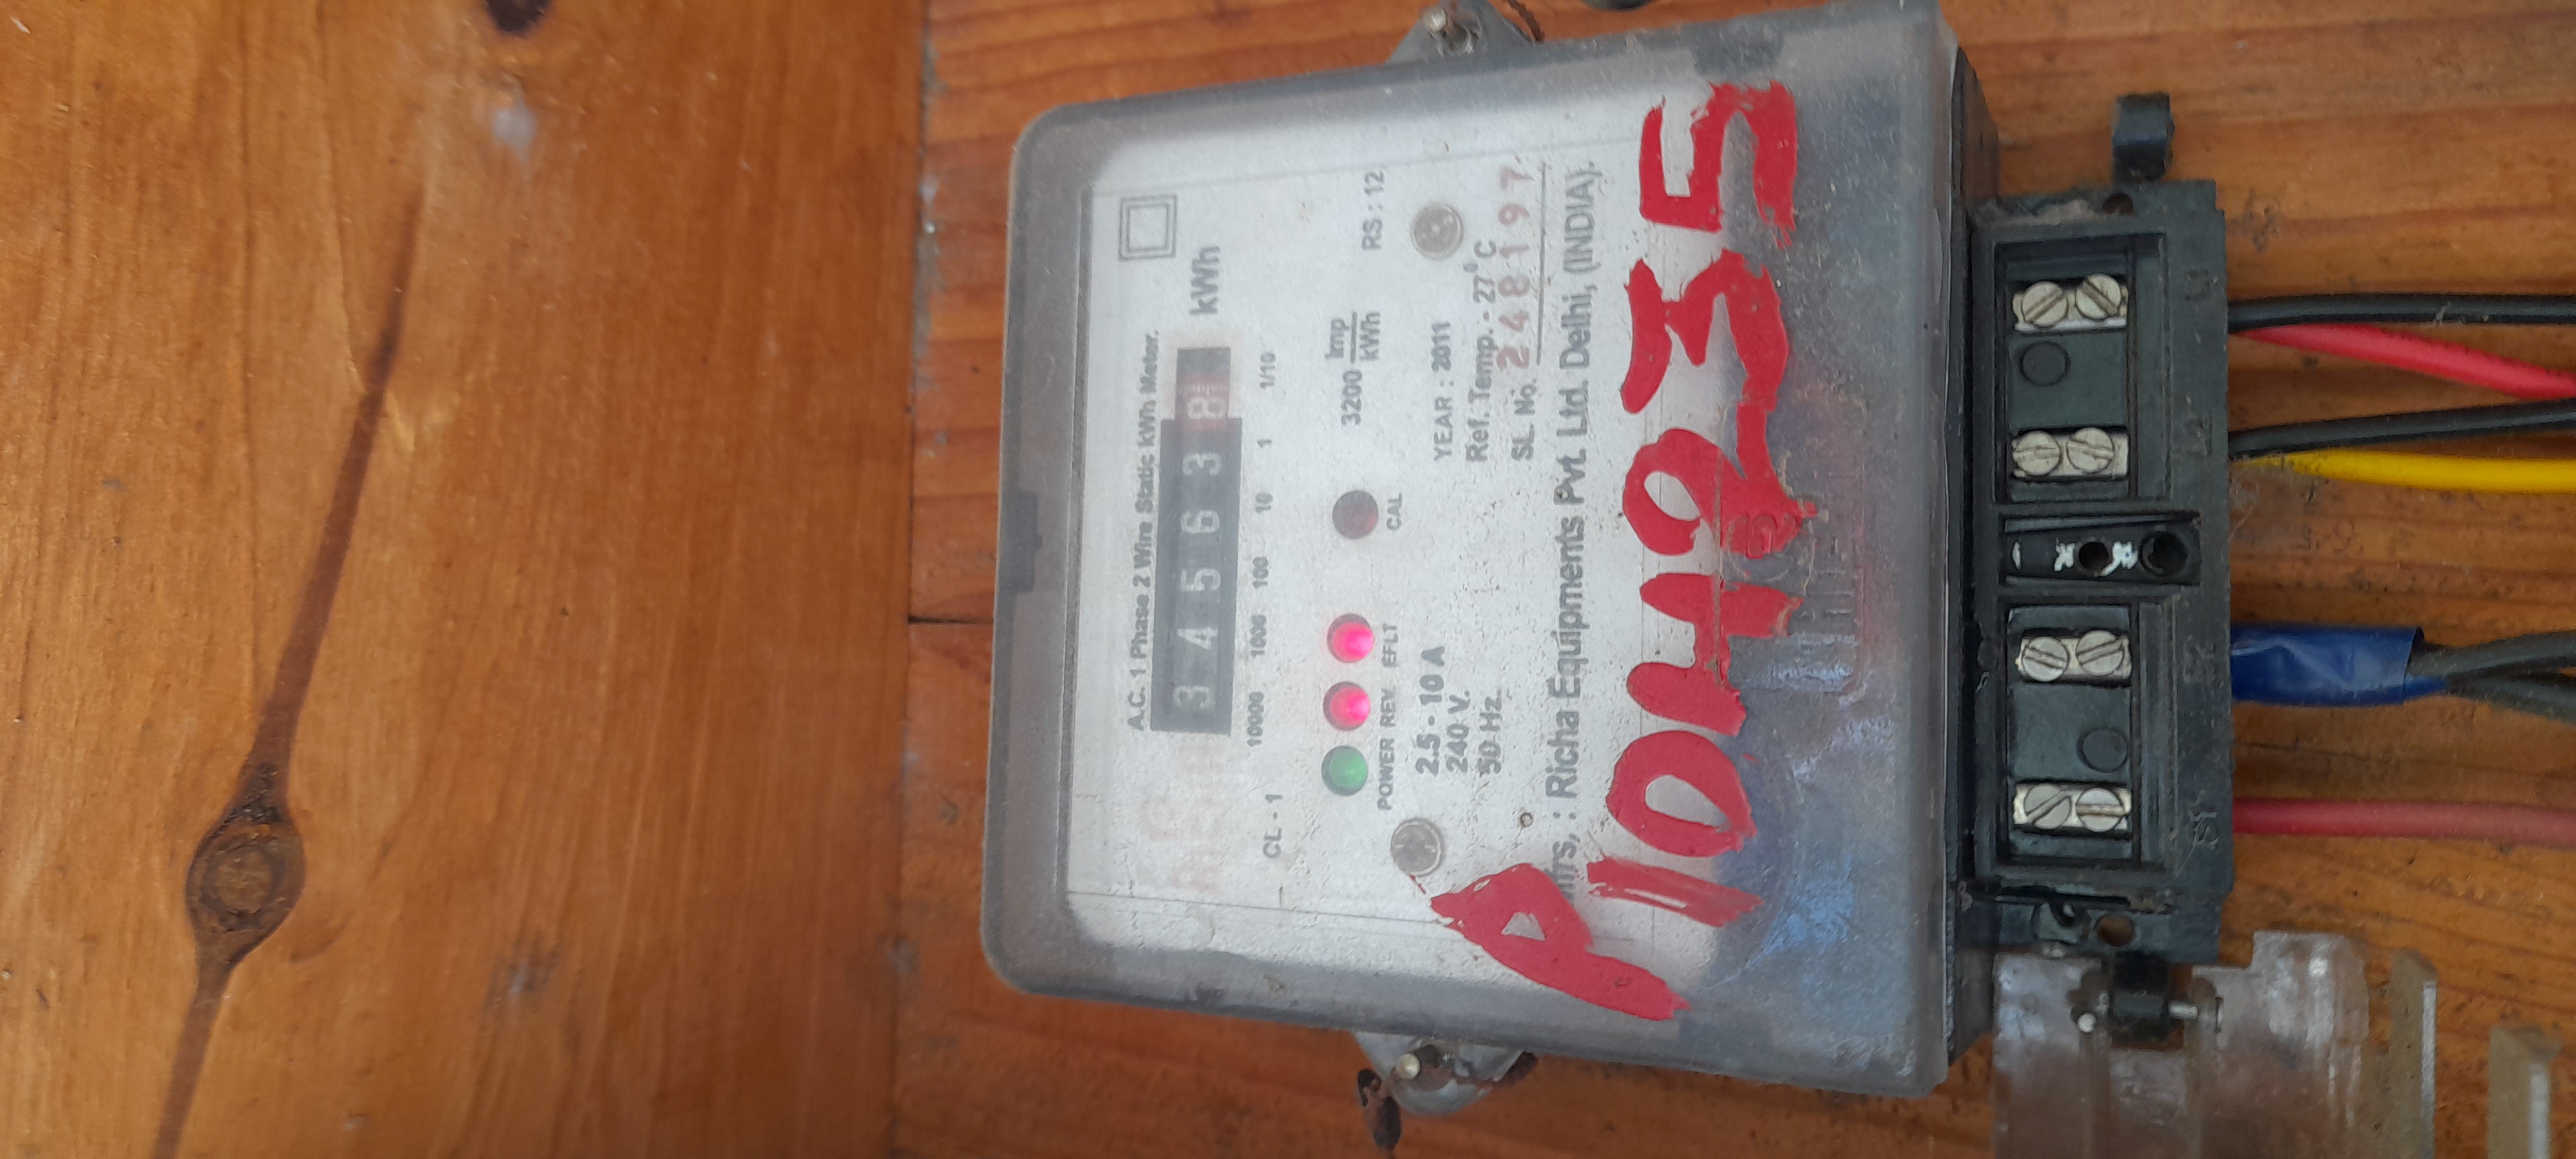 A.C. 1 Phase 2 Wire Static kWh Meter.
3 4 5 6 3 8 kWh
10000 1000 100 10 1 1/10
CL - 1
POWER REV EFLT CAL
3200 Imp/kWh RS : 12
2.5 - 10 A
240 V.
50 Hz.
YEAR : 2011
Ref. Temp. - 27° C
SL. No. 2481197
Mfrs, : Richa Equipments Pvt. Ltd. Delhi, (INDIA).